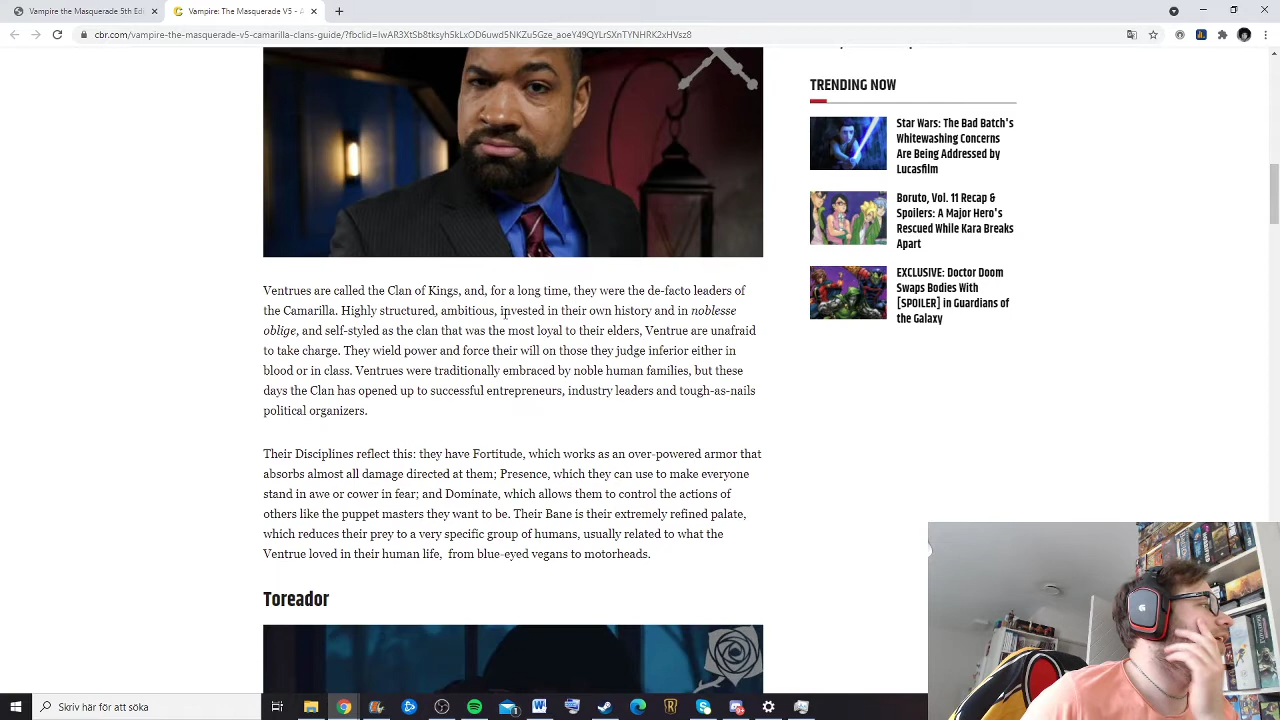 Vampire the Masquerade 5th Edi
Vampire: The Masquerade V5 - A
cbr.com/vampire-the-masquerade-v5-camarilla-clans-guide/?fbclid=IwAR3XtSb8tksyh5kLxOD6uwd5NKZu5Gze_aoeY49QYLrSXnTYNHRK2xHVsz8
TRENDING NOW
Star Wars: The Bad Batch's
Whitewashing Concerns
Are Being Addressed by
Lucasfilm
Boruto, Vol. 11 Recap &
Spoilers: A Major Hero's
Rescued While Kara Breaks
Apart
EXCLUSIVE: Doctor Doom
Swaps Bodies With
[SPOILER] in Guardians of
the Galaxy
Ventrues are called the Clan of Kings, and, for a long time, they were the de-facto leaders of
the Camarilla. Highly structured, ambitious, invested in their own history and in noblesse
oblige, and self-styled as the clan that was the most loyal to their elders, Ventrue are unafraid
to take charge. They wield power and force their will on those they judge inferior either in
blood or in class. Ventrues were traditionally embraced by noble human families, but these
days the Clan has opened up to successful entrepreneurs, industry leaders and tough-as-nails
political organizers.
Their Disciplines reflect this: they have Fortitude, which works as an over-powered armor that
absorbs almost all damage directed at them; Presence, which they can use to make everyone
stand in awe or cower in fear; and Dominate, which allows them to control the actions of
others like the puppet masters they want to be. Their Bane is their extremely refined palate,
which reduces their prey to a very specific group of humans, usually related to what the
Ventrue loved in their human life, from blue-eyed vegans to motorheads.
Toreador
Skriv här för att söka